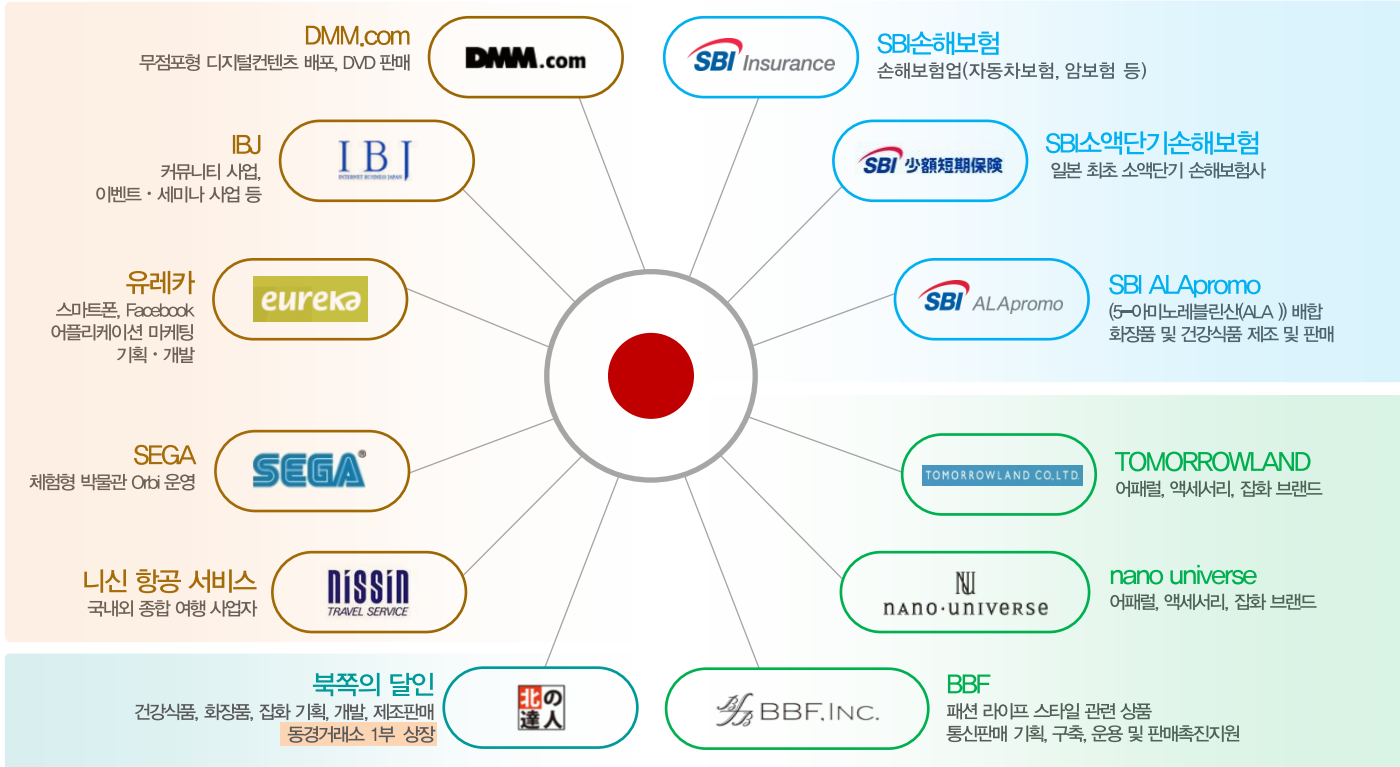 DMM.com
무점포형 디지털컨텐츠 배포, DVD 판매
DMM.com
IBJ
커뮤니티 사업,
이벤트・세미나 사업 등
IBJ
INTERNET BUSINESS JAPAN
유레카
스마트폰, Facebook
어플리케이션 마케팅
기획・개발
eureka
SEGA
체험형 박물관 Orbi 운영
SEGA®
니신 항공 서비스
국내외 종합 여행 사업자
nissin
TRAVEL SERVICE
북쪽의 달인
건강식품, 화장품, 잡화 기획, 개발, 제조판매
동경거래소 1부 상장
北の
達人
SBI Insurance
SBI손해보험
손해보험업(자동차보험, 암보험 등)
SBI 少額短期保険
SBI소액단기손해보험
일본 최초 소액단기 손해보험사
SBI ALApromo
SBI ALApromo
(5-아미노레블린산(ALA )) 배합
화장품 및 건강식품 제조 및 판매
TOMORROWLAND CO.,LTD.
TOMORROWLAND
어패럴, 액세서리, 잡화 브랜드
NU
nano・universe
nano universe
어패럴, 액세서리, 잡화 브랜드
BBF, INC.
BBF
패션 라이프 스타일 관련 상품
통신판매 기획, 구축, 운용 및 판매촉진지원